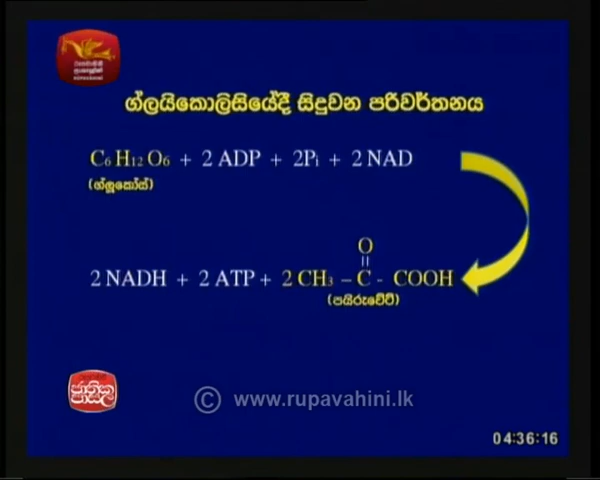 ග්ලයිකොලිසියේදී සිදුවන පරිවර්තනය
C₆ H₁₂ O₆ + 2 ADP + 2Pi + 2 NAD
(ග්ලූකෝස්)
O
||
2 NADH + 2 ATP + 2 CH₃ – C - COOH
(පයිරුවේට්)
ජාතික
පාසල
© www.rupavahini.lk
04:36:16